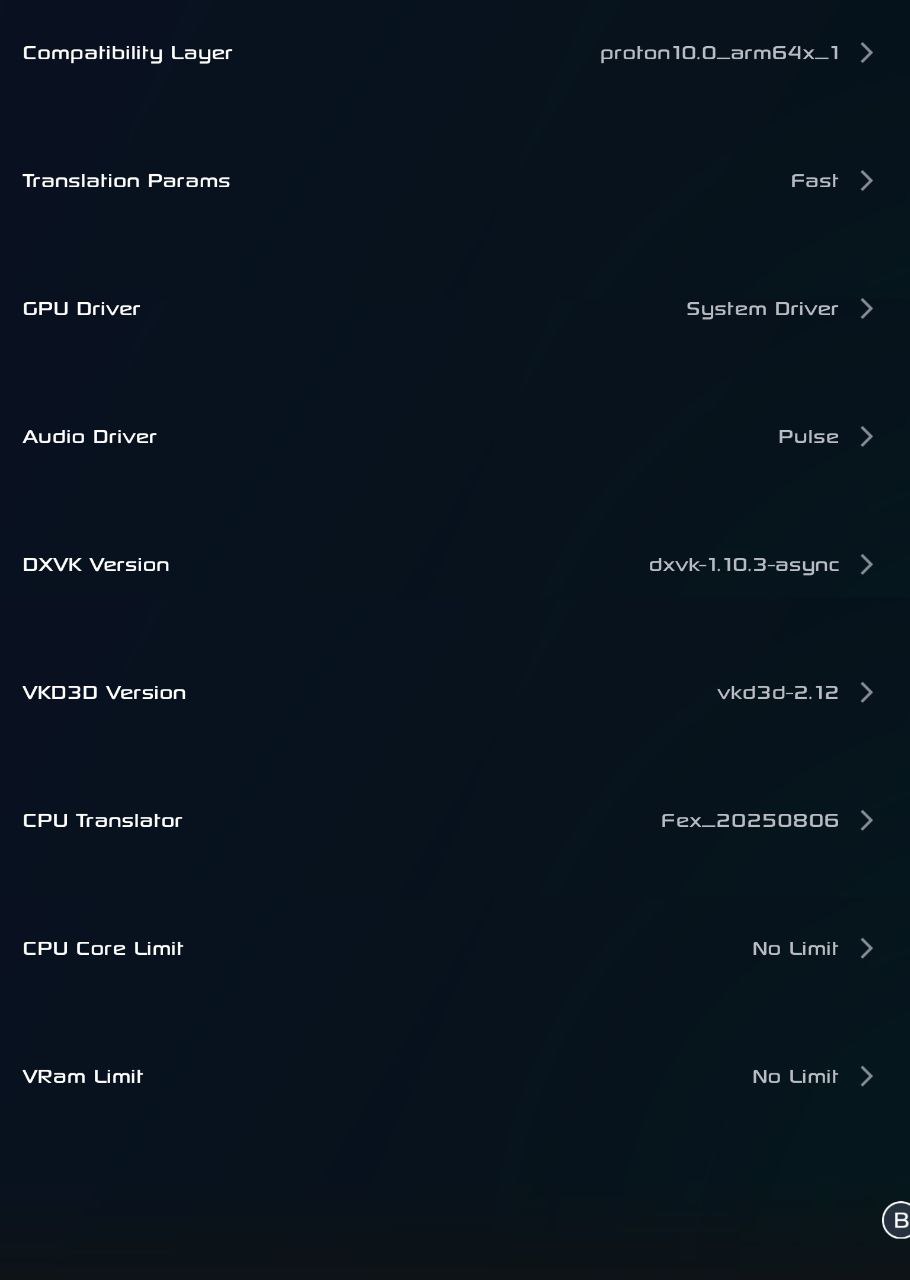 Compatibility Layer proton10.0_arm64x_1
Translation Params Fast
GPU Driver System Driver
Audio Driver Pulse
DXVK Version dxvk-1.10.3-async
VKD3D Version vkd3d-2.12
CPU Translator Fex_20250806
CPU Core Limit No Limit
VRam Limit No Limit
B